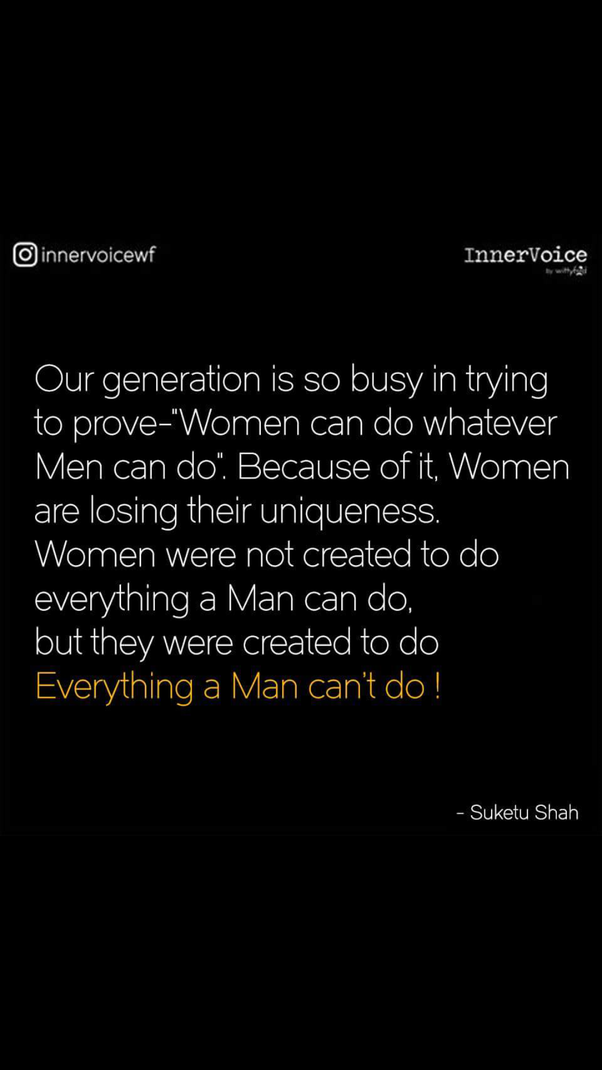 innervoicewf
InnerVoice
Our generation is so busy in trying
to prove-"Women can do whatever
Men can do". Because of it, Women
are losing their uniqueness.
Women were not created to do
everything a Man can do,
but they were created to do
Everything a Man can't do !
- Suketu Shah